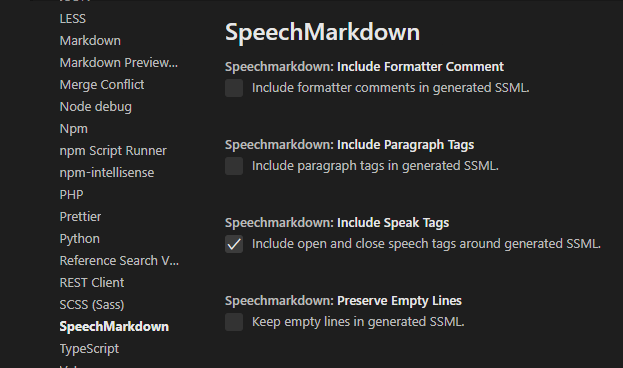 LESS
Markdown
Markdown Preview...
Merge Conflict
Node debug
Npm
npm Script Runner
npm-intellisense
PHP
Prettier
Python
Reference Search V...
REST Client
SCSS (Sass)
SpeechMarkdown
TypeScript
SpeechMarkdown
Speechmarkdown: Include Formatter Comment
Include formatter comments in generated SSML.
Speechmarkdown: Include Paragraph Tags
Include paragraph tags in generated SSML.
Speechmarkdown: Include Speak Tags
Include open and close speech tags around generated SSML.
Speechmarkdown: Preserve Empty Lines
Keep empty lines in generated SSML.